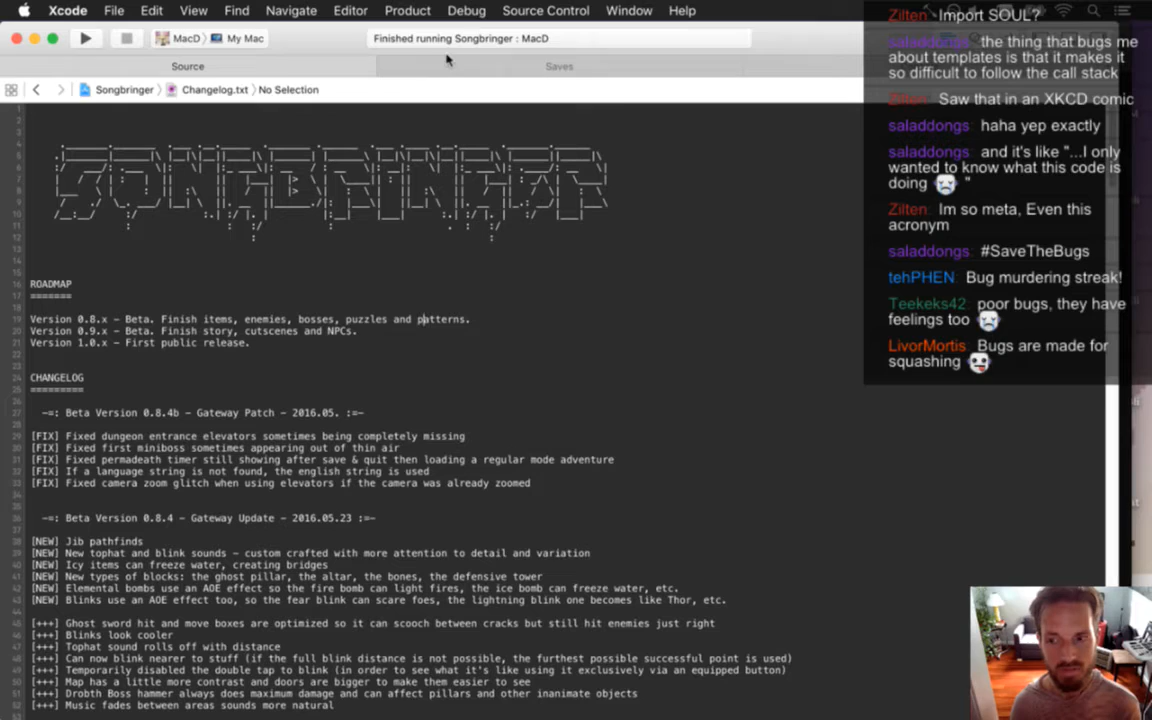 Xcode File Edit View Find Navigate Editor Product Debug Source Control Window Help
MacD My Mac
Finished running Songbringer : MacD
Source
Saves
Songbringer Changelog.txt No Selection
SONGBRINGER
ROADMAP
=======
Version 0.8.x – Beta. Finish items, enemies, bosses, puzzles and patterns.
Version 0.9.x – Beta. Finish story, cutscenes and NPCs.
Version 1.0.x – First public release.
CHANGELOG
=========
-=: Beta Version 0.8.4b – Gateway Patch – 2016.05. :=-
[FIX] Fixed dungeon entrance elevators sometimes being completely missing
[FIX] Fixed first miniboss sometimes appearing out of thin air
[FIX] Fixed permadeath timer still showing after save & quit then loading a regular mode adventure
[FIX] If a language string is not found, the english string is used
[FIX] Fixed camera zoom glitch when using elevators if the camera was already zoomed
-=: Beta Version 0.8.4 – Gateway Update – 2016.05.23 :=-
[NEW] Jib pathfinds
[NEW] New tophat and blink sounds – custom crafted with more attention to detail and variation
[NEW] Icy items can freeze water, creating bridges
[NEW] New types of blocks: the ghost pillar, the altar, the bones, the defensive tower
[NEW] Elemental bombs use an AOE effect so the fire bomb can light fires, the ice bomb can freeze water, etc.
[NEW] Blinks use an AOE effect too, so the fear blink can scare foes, the lightning blink one becomes like Thor, etc.
[+++] Ghost sword hit and move boxes are optimized so it can scooch between cracks but still hit enemies just right
[+++] Blinks look cooler
[+++] Tophat sound rolls off with distance
[+++] Can now blink nearer to stuff (if the full blink distance is not possible, the furthest possible successful point is used)
[+++] Temporarily disabled the double tap to blink (in order to see what it's like using it exclusively via an equipped button)
[+++] Map has a little more contrast and doors are bigger to make them easier to see
[+++] Drobth Boss hammer always does maximum damage and can affect pillars and other inanimate objects
[+++] Music fades between areas sounds more natural
Zilten: Import SOUL?
saladdongs: the thing that bugs me
about templates is that it makes it
so difficult to follow the call stack
Zilten: Saw that in an XKCD comic
saladdongs: haha yep exactly
saladdongs: and it's like "...I only
wanted to know what this code is
doing "
Zilten: Im so meta, Even this
acronym
saladdongs: #SaveTheBugs
tehPHEN: Bug murdering streak!
Teekeks42: poor bugs, they have
feelings too
LivorMortis: Bugs are made for
squashing